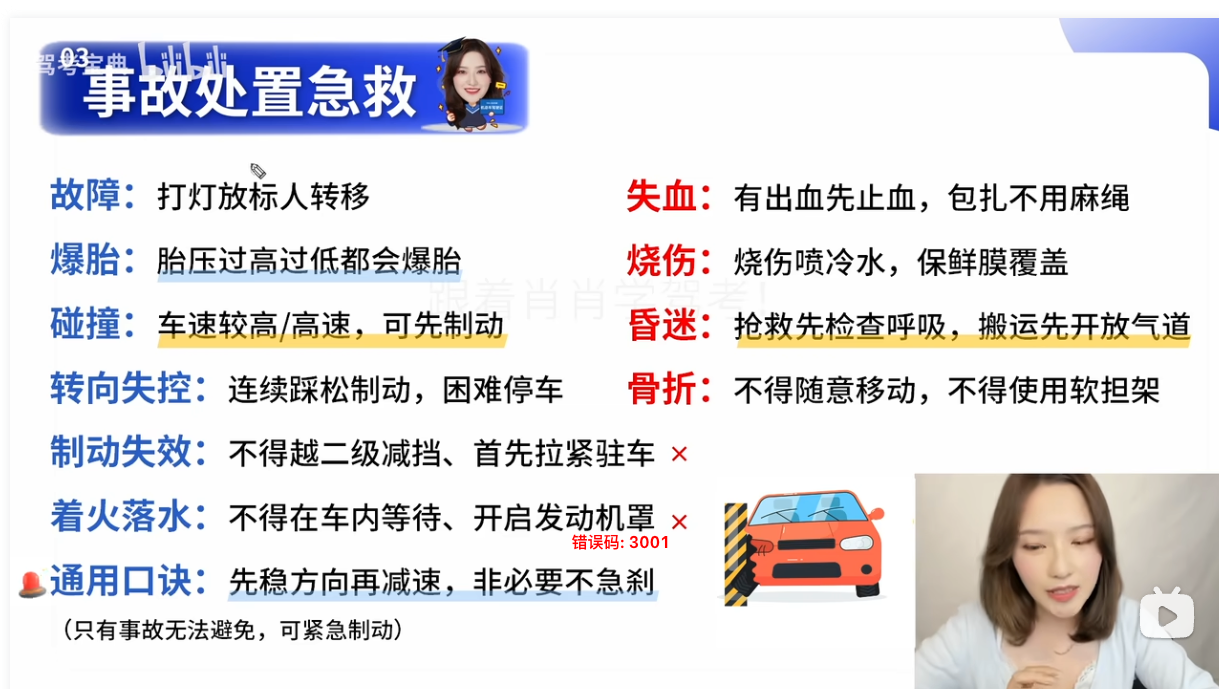 03
驾考宝典 bilibili
事故处置急救
故障：打灯放标人转移
爆胎：胎压过高过低都会爆胎
碰撞：车速较高/高速，可先制动
转向失控：连续踩松制动，困难停车
制动失效：不得越二级减挡、首先拉紧驻车 ×
着火落水：不得在车内等待、开启发动机罩 ×
错误码: 3001
通用口诀：先稳方向再减速，非必要不急刹
（只有事故无法避免，可紧急制动）
失血：有出血先止血，包扎不用麻绳
烧伤：烧伤喷冷水，保鲜膜覆盖
跟着肖肖学驾考！
昏迷：抢救先检查呼吸，搬运先开放气道
骨折：不得随意移动，不得使用软担架